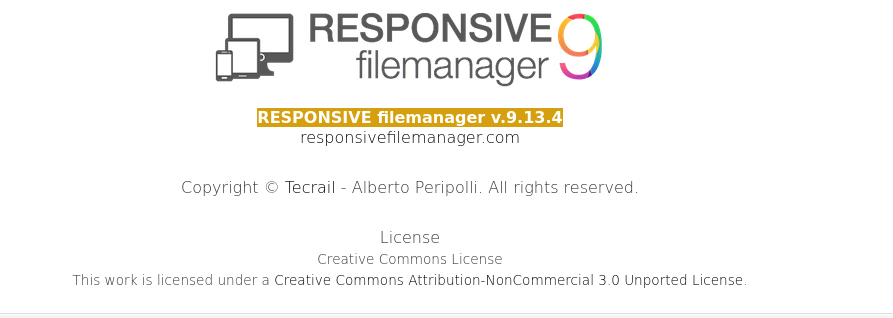 RESPONSIVE 9
filemanager
RESPONSIVE filemanager v.9.13.4
responsivefilemanager.com
Copyright © Tecrail - Alberto Peripolli. All rights reserved.
License
Creative Commons License
This work is licensed under a Creative Commons Attribution-NonCommercial 3.0 Unported License.